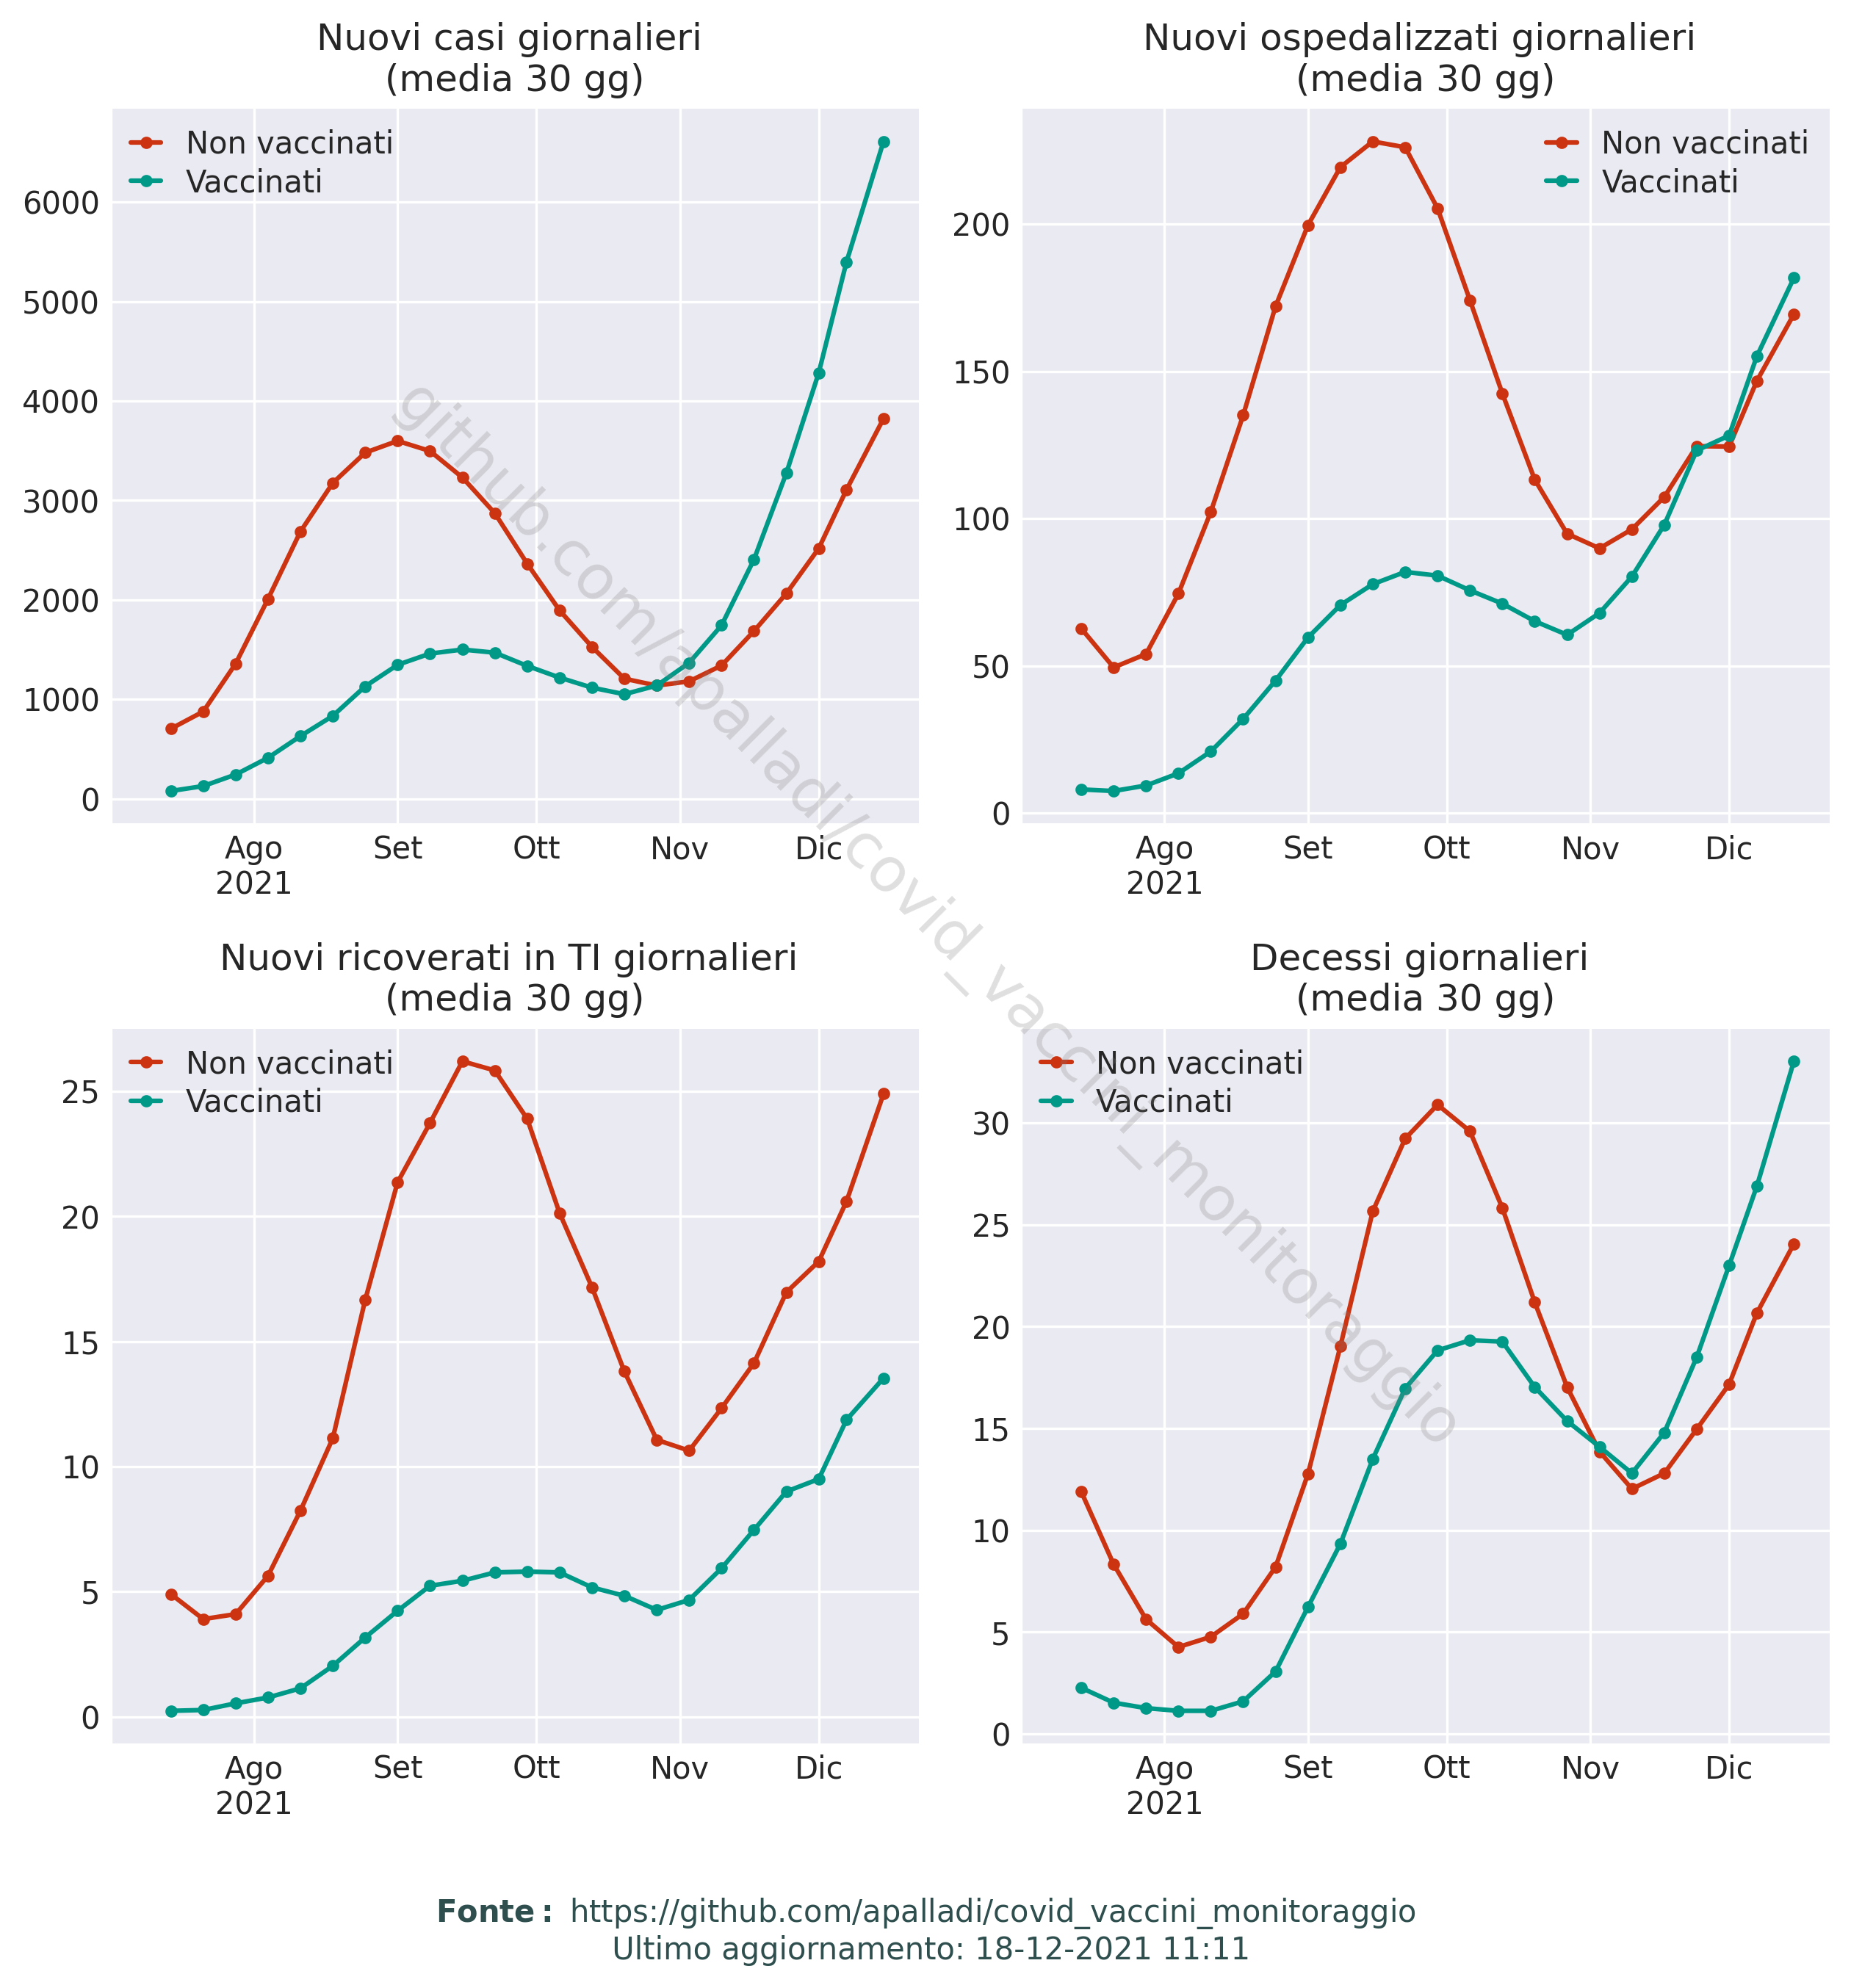 Nuovi casi giornalieri
(media 30 gg)
Non vaccinati
Vaccinati
6000
5000
4000
3000
2000
1000
0
Ago
2021
Set
Ott
Nov
Dic
Nuovi ospedalizzati giornalieri
(media 30 gg)
Non vaccinati
Vaccinati
200
150
100
50
0
Ago
2021
Set
Ott
Nov
Dic
Nuovi ricoverati in TI giornalieri
(media 30 gg)
Non vaccinati
Vaccinati
25
20
15
10
5
0
Ago
2021
Set
Ott
Nov
Dic
Decessi giornalieri
(media 30 gg)
Non vaccinati
Vaccinati
30
25
20
15
10
5
0
Ago
2021
Set
Ott
Nov
Dic
github.com/apalladi/covid_vaccini_monitoraggio
Fonte: https://github.com/apalladi/covid_vaccini_monitoraggio
Ultimo aggiornamento: 18-12-2021 11:11